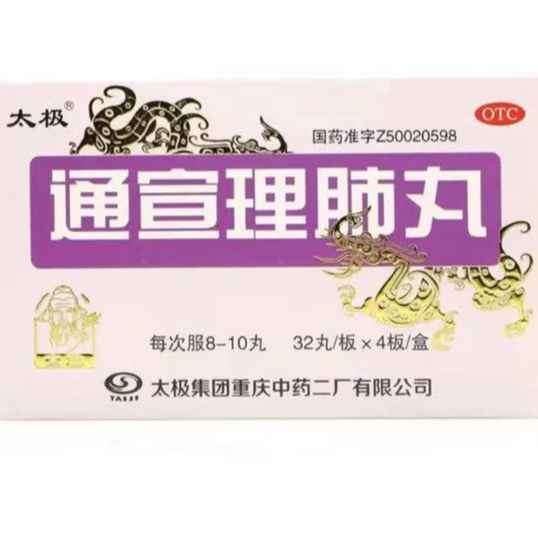 太极®
OTC
国药准字Z50020598
通宣理肺丸
每次服8-10丸 32丸/板×4板/盒
TAIJI
太极集团重庆中药二厂有限公司